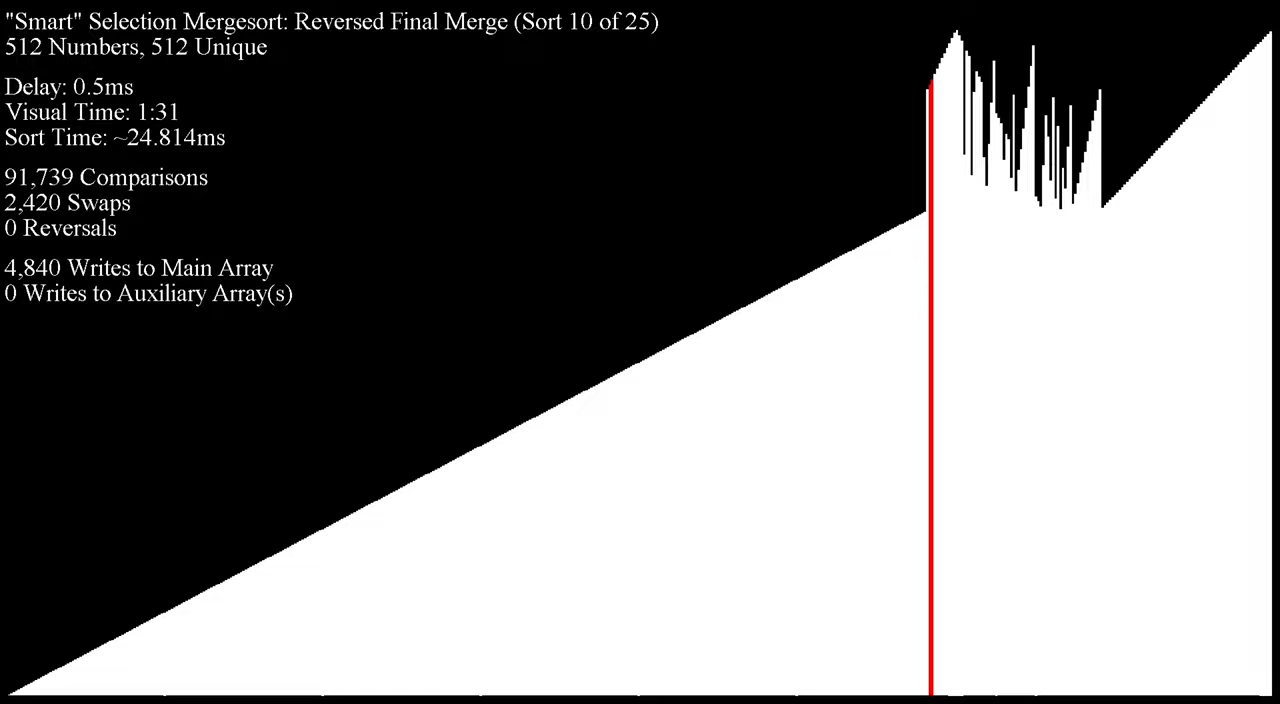 "Smart" Selection Mergesort: Reversed Final Merge (Sort 10 of 25)
512 Numbers, 512 Unique
Delay: 0.5ms
Visual Time: 1:31
Sort Time: ~24.814ms
91,739 Comparisons
2,420 Swaps
0 Reversals
4,840 Writes to Main Array
0 Writes to Auxiliary Array(s)